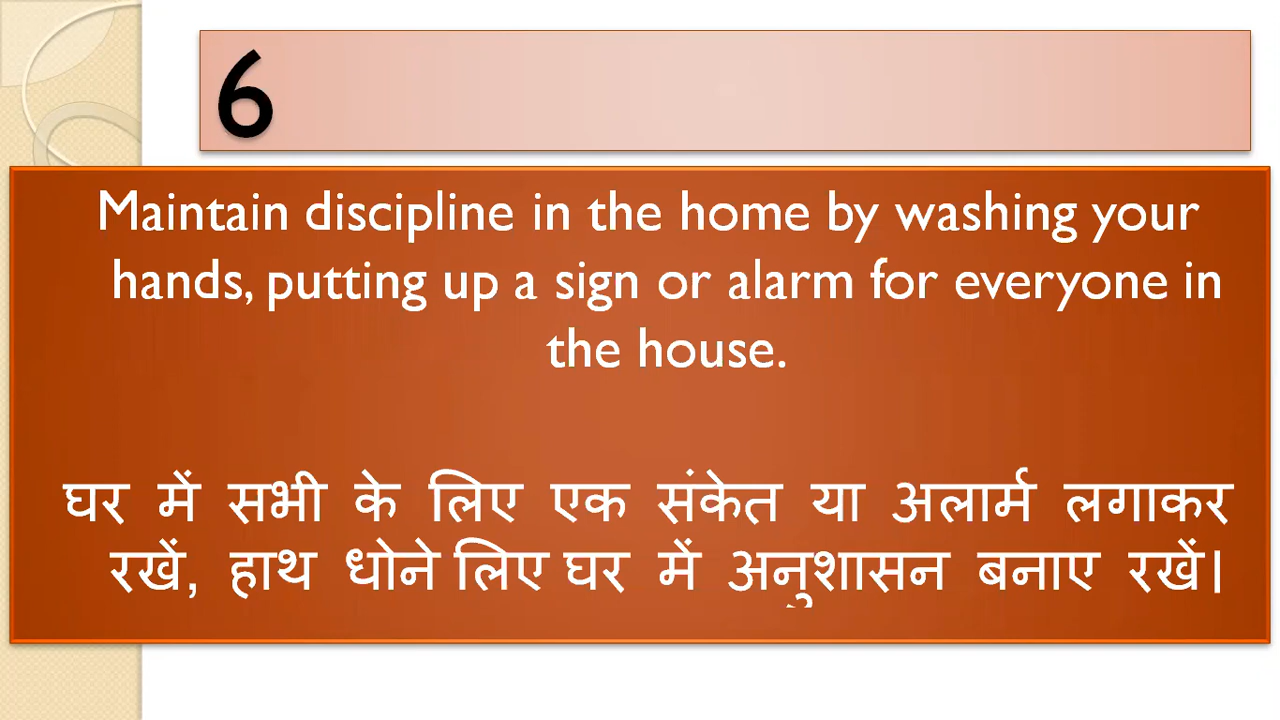 6
Maintain discipline in the home by washing your
hands, putting up a sign or alarm for everyone in
the house.
घर में सभी के लिए एक संकेत या अलार्म लगाकर
रखें, हाथ धोने लिए घर में अनुशासन बनाए रखें।